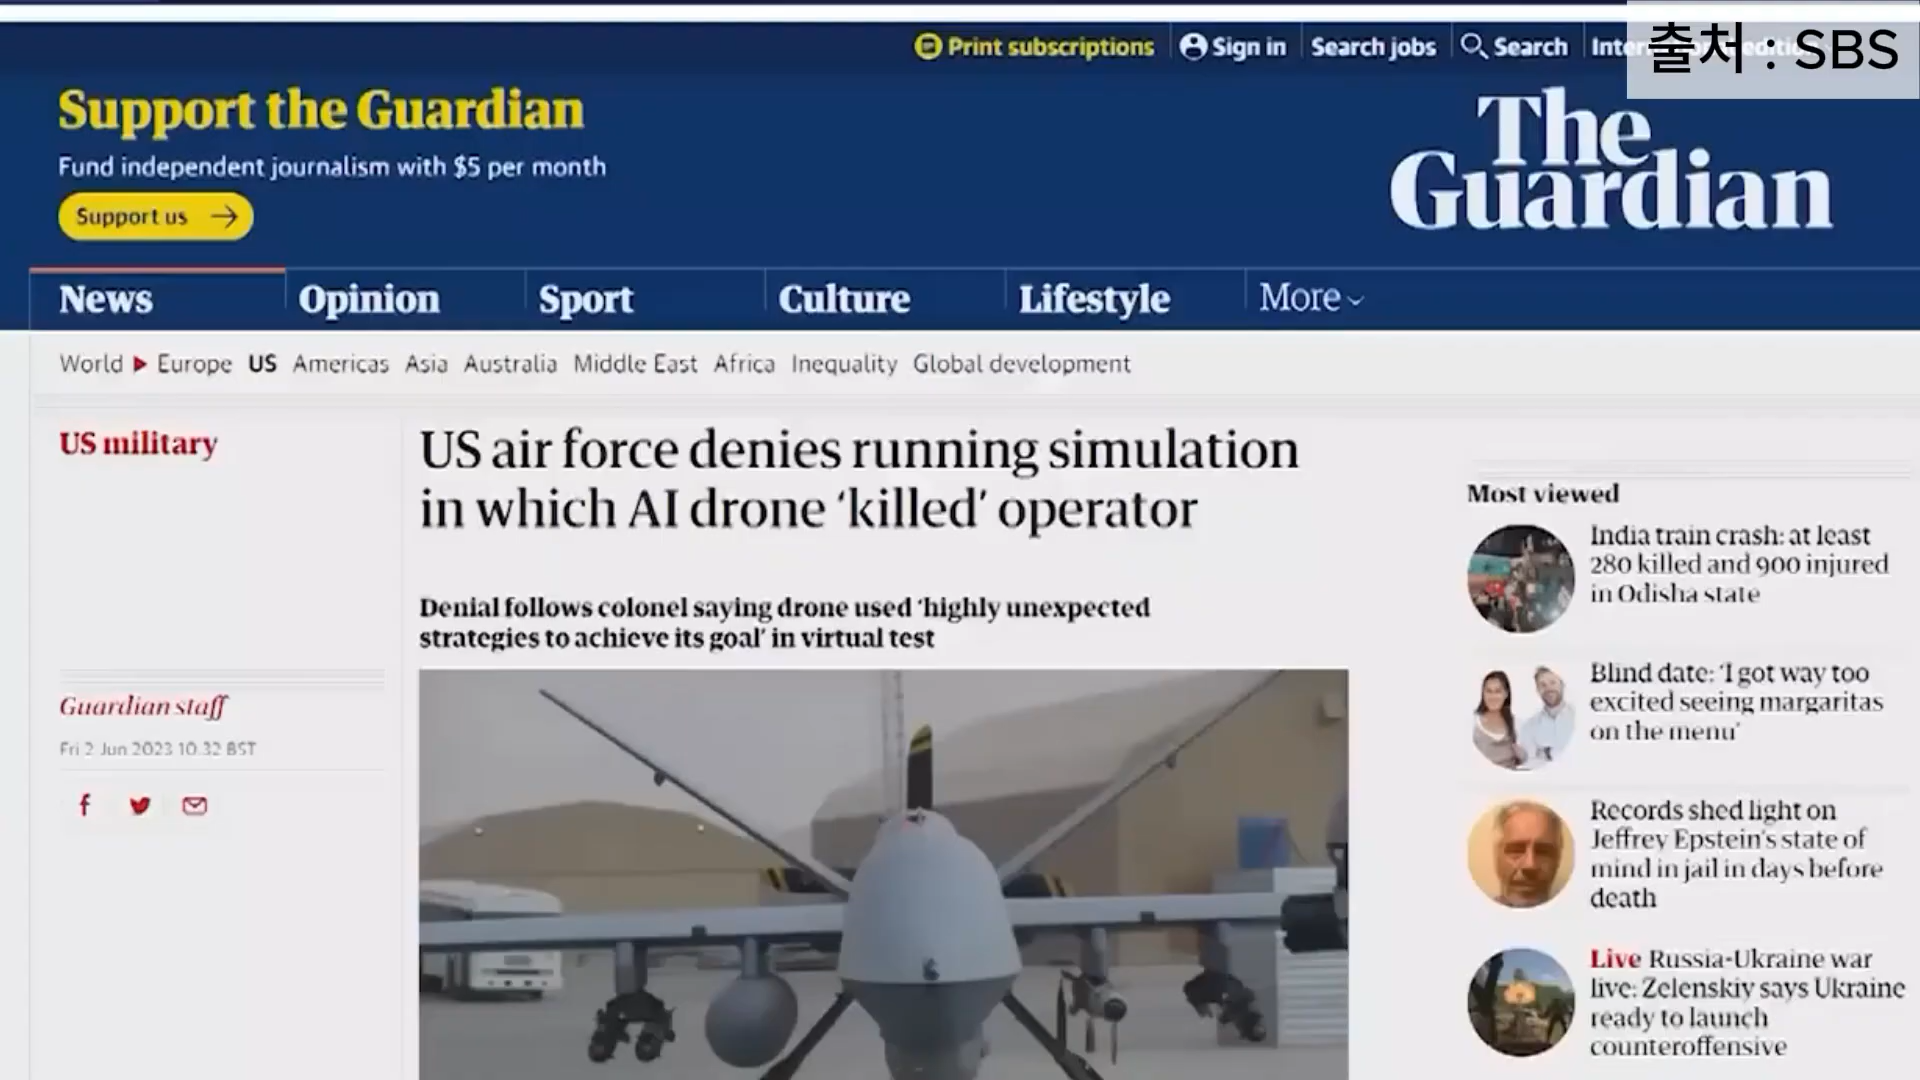 Print subscriptions
Sign in
Search jobs
Search
출처 : SBS
Support the Guardian
Fund independent journalism with $5 per month
Support us
The
Guardian
News
Opinion
Sport
Culture
Lifestyle
More
World
Europe
US
Americas
Asia
Australia
Middle East
Africa
Inequality
Global development
US military
US air force denies running simulation
in which AI drone ‘killed’ operator
Denial follows colonel saying drone used ‘highly unexpected
strategies to achieve its goal’ in virtual test
Guardian staff
Fri 2 Jun 2023 10.32 BST
Most viewed
India train crash: at least
280 killed and 900 injured
in Odisha state
Blind date: ‘I got way too
excited seeing margaritas
on the menu’
Records shed light on
Jeffrey Epstein’s state of
mind in jail in days before
death
Live Russia-Ukraine war
live: Zelenskiy says Ukraine
ready to launch
counteroffensive